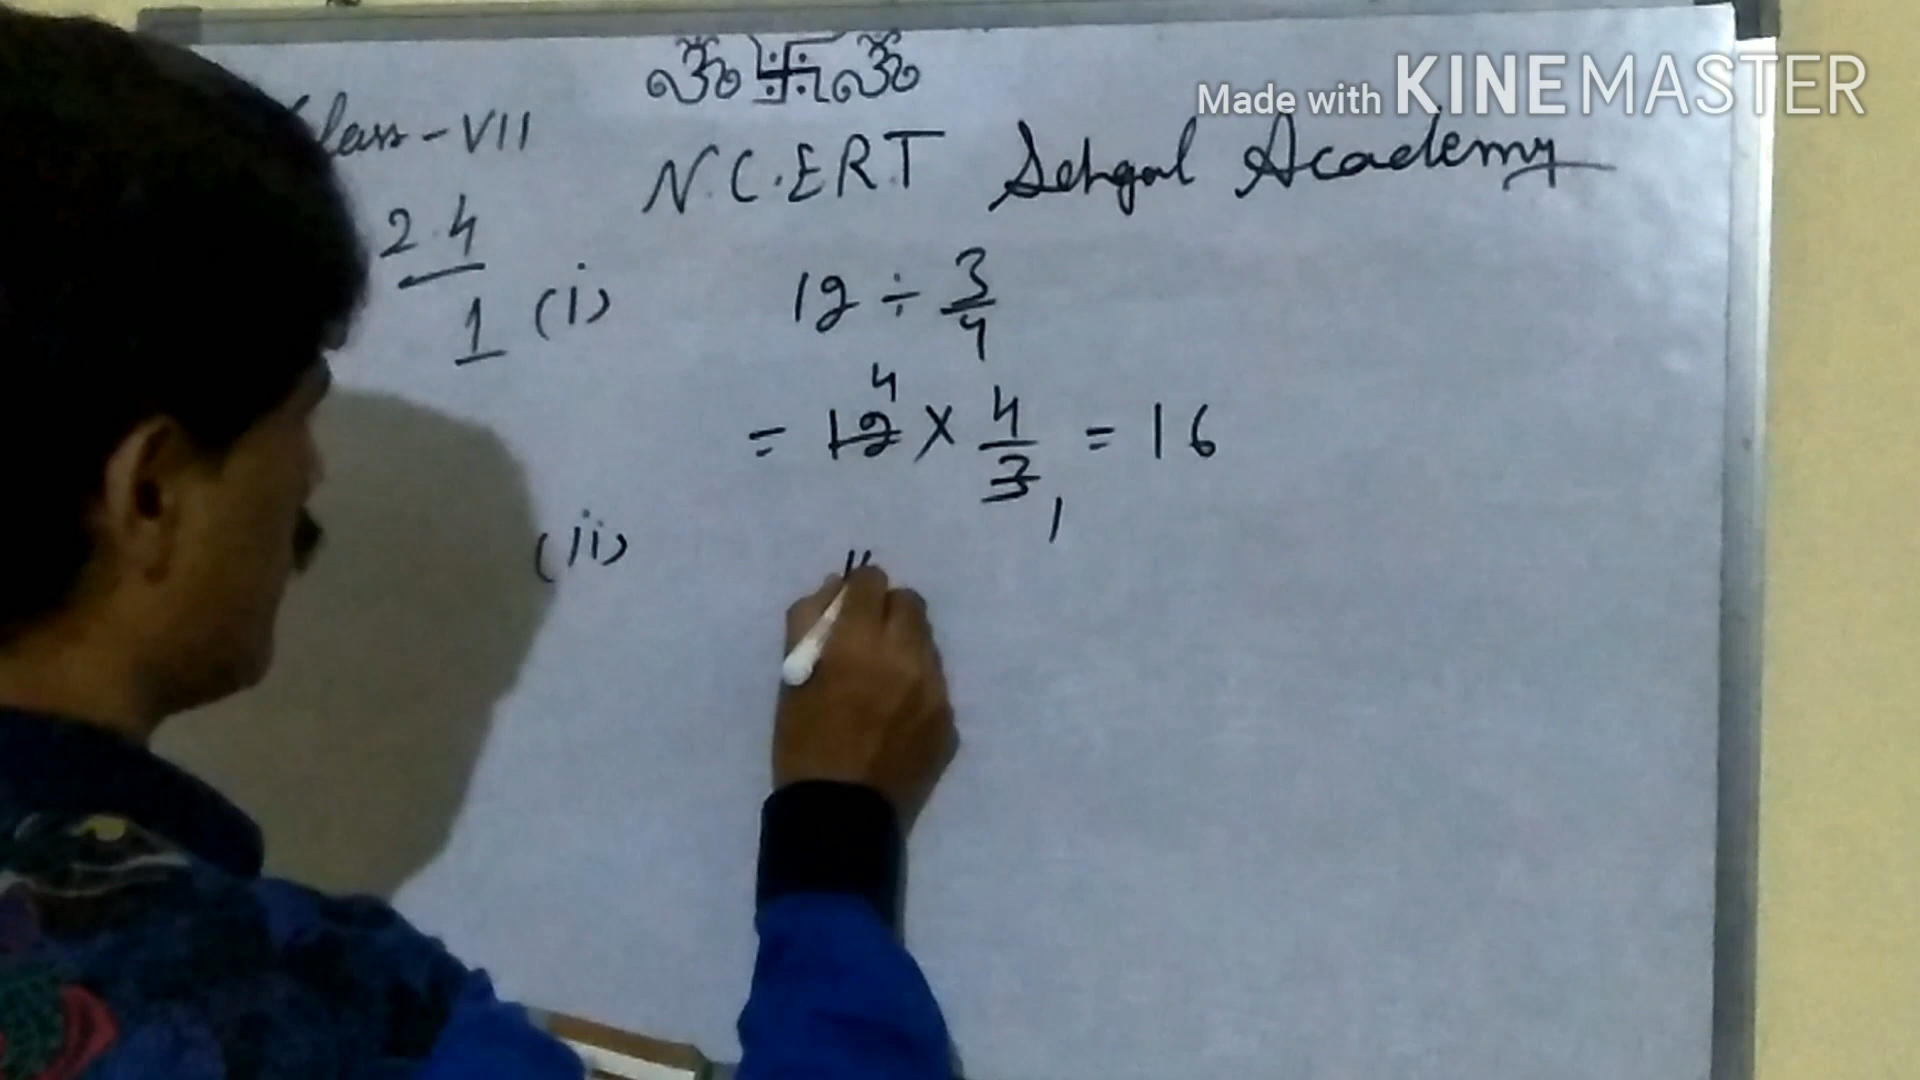 ॐ 卐 ॐ
Made with KINEMASTER
Class - VII
N.C.E.R.T Sehgal Academy
2.4
1 (i) 12 ÷ 3/4
= 12 4 × 4/3 1 = 16
(ii)